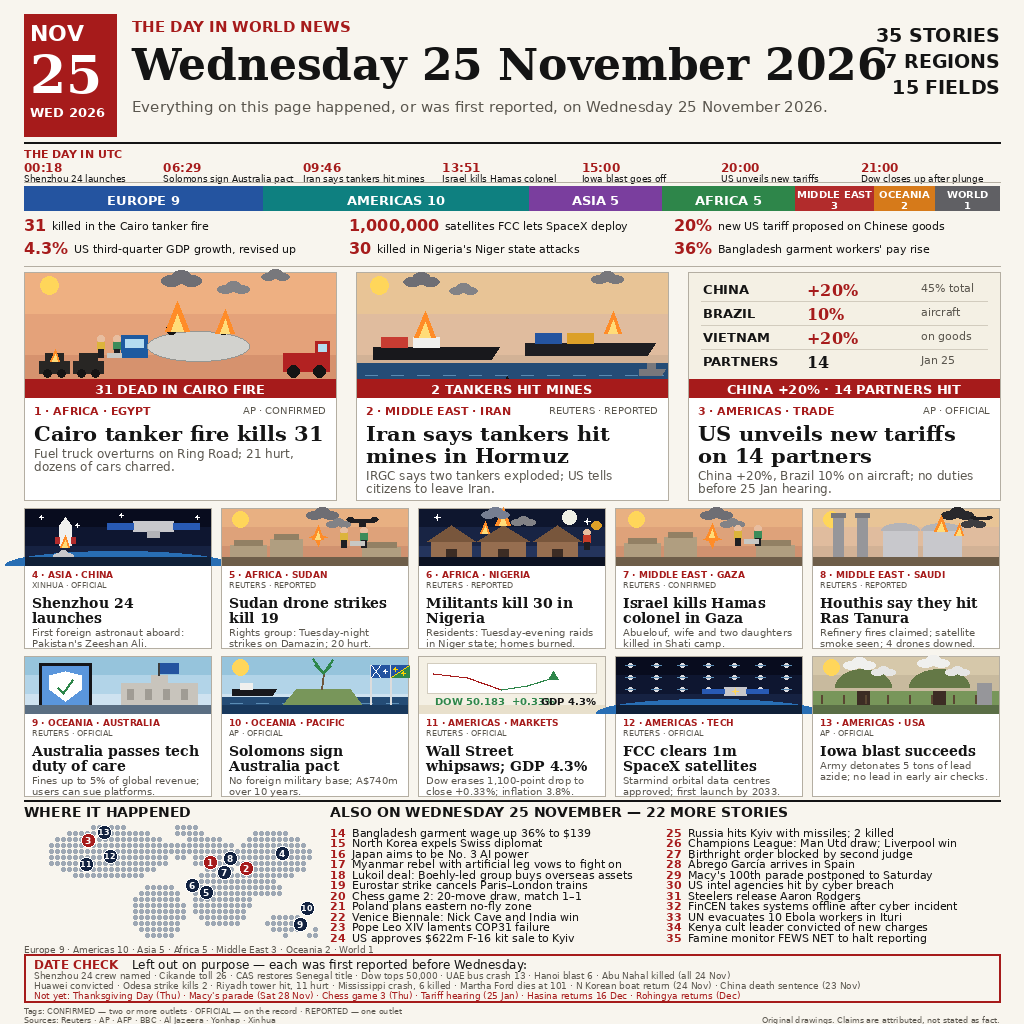 NOV
25
WED 2026
THE DAY IN WORLD NEWS
Wednesday 25 November 2026
Everything on this page happened, or was first reported, on Wednesday 25 November 2026.
35 STORIES
7 REGIONS
15 FIELDS
THE DAY IN UTC
00:18 06:29 09:46 13:51 15:00 20:00 21:00
Shenzhou 24 launches Solomons sign Australia pact Iran says tankers hit mines Israel kills Hamas colonel Iowa blast goes off US unveils new tariffs Dow closes up after plunge
EUROPE 9 AMERICAS 10 ASIA 5 AFRICA 5 MIDDLE EAST 3 OCEANIA 2 WORLD 1
31 killed in the Cairo tanker fire 1,000,000 satellites FCC lets SpaceX deploy 20% new US tariff proposed on Chinese goods
4.3% US third-quarter GDP growth, revised up 30 killed in Nigeria's Niger state attacks 36% Bangladesh garment workers' pay rise
31 DEAD IN CAIRO FIRE
1 · AFRICA · EGYPT AP · CONFIRMED
Cairo tanker fire kills 31
Fuel truck overturns on Ring Road; 21 hurt,
dozens of cars charred.
2 TANKERS HIT MINES
2 · MIDDLE EAST · IRAN REUTERS · REPORTED
Iran says tankers hit
mines in Hormuz
IRGC says two tankers exploded; US tells
citizens to leave Iran.
CHINA +20% 45% total
BRAZIL 10% aircraft
VIETNAM +20% on goods
PARTNERS 14 Jan 25
CHINA +20% · 14 PARTNERS HIT
3 · AMERICAS · TRADE AP · OFFICIAL
US unveils new tariffs
on 14 partners
China +20%, Brazil 10% on aircraft; no duties
before 25 Jan hearing.
4 · ASIA · CHINA
XINHUA · OFFICIAL
Shenzhou 24
launches
First foreign astronaut aboard:
Pakistan's Zeeshan Ali.
5 · AFRICA · SUDAN
REUTERS · REPORTED
Sudan drone strikes
kill 19
Rights group: Tuesday-night
strikes on Damazin; 20 hurt.
6 · AFRICA · NIGERIA
REUTERS · REPORTED
Militants kill 30 in
Nigeria
Residents: Tuesday-evening raids
in Niger state; homes burned.
7 · MIDDLE EAST · GAZA
REUTERS · CONFIRMED
Israel kills Hamas
colonel in Gaza
Abuelouf, wife and two daughters
killed in Shati camp.
8 · MIDDLE EAST · SAUDI
REUTERS · REPORTED
Houthis say they hit
Ras Tanura
Refinery fires claimed; satellite
smoke seen; 4 drones downed.
9 · OCEANIA · AUSTRALIA
REUTERS · OFFICIAL
Australia passes tech
duty of care
Fines up to 5% of global revenue;
users can sue platforms.
10 · OCEANIA · PACIFIC
AP · OFFICIAL
Solomons sign
Australia pact
No foreign military base; A$740m
over 10 years.
DOW 50.183 +0.33% GDP 4.3%
11 · AMERICAS · MARKETS
REUTERS · OFFICIAL
Wall Street
whipsaws; GDP 4.3%
Dow erases 1,100-point drop to
close +0.33%; inflation 3.8%.
12 · AMERICAS · TECH
REUTERS · OFFICIAL
FCC clears 1m
SpaceX satellites
Starmind orbital data centres
approved; first launch by 2033.
13 · AMERICAS · USA
AP · OFFICIAL
Iowa blast succeeds
Army detonates 5 tons of lead
azide; no lead in early air checks.
WHERE IT HAPPENED
13
3
12
11
1
8
2
4
7
6
5
10
9
Europe 9 · Americas 10 · Asia 5 · Africa 5 · Middle East 3 · Oceania 2 · World 1
ALSO ON WEDNESDAY 25 NOVEMBER — 22 MORE STORIES
14 Bangladesh garment wage up 36% to $139
15 North Korea expels Swiss diplomat
16 Japan aims to be No. 3 AI power
17 Myanmar rebel with artificial leg vows to fight on
18 Lukoil deal: Boehly-led group buys overseas assets
19 Eurostar strike cancels Paris–London trains
20 Chess game 2: 20-move draw, match 1–1
21 Poland plans eastern no-fly zone
22 Venice Biennale: Nick Cave and India win
23 Pope Leo XIV laments COP31 failure
24 US approves $622m F-16 kit sale to Kyiv
25 Russia hits Kyiv with missiles; 2 killed
26 Champions League: Man Utd draw; Liverpool win
27 Birthright order blocked by second judge
28 Abrego Garcia arrives in Spain
29 Macy's 100th parade postponed to Saturday
30 US intel agencies hit by cyber breach
31 Steelers release Aaron Rodgers
32 FinCEN takes systems offline after cyber incident
33 UN evacuates 10 Ebola workers in Ituri
34 Kenya cult leader convicted of new charges
35 Famine monitor FEWS NET to halt reporting
DATE CHECK Left out on purpose — each was first reported before Wednesday:
Shenzhou 24 crew named · Cikande toll 26 · CAS restores Senegal title · Dow tops 50,000 · UAE bus crash 13 · Hanoi blast 6 · Abu Nahal killed (all 24 Nov)
Huawei convicted · Odesa strike kills 2 · Riyadh tower hit, 11 hurt · Mississippi crash, 6 killed · Martha Ford dies at 101 · N Korean boat return (24 Nov) · China death sentence (23 Nov)
Not yet: Thanksgiving Day (Thu) · Macy's parade (Sat 28 Nov) · Chess game 3 (Thu) · Tariff hearing (25 Jan) · Hasina returns 16 Dec · Rohingya returns (Dec)
Tags: CONFIRMED — two or more outlets · OFFICIAL — on the record · REPORTED — one outlet
Sources: Reuters · AP · AFP · BBC · Al Jazeera · Yonhap · Xinhua Original drawings. Claims are attributed, not stated as fact.